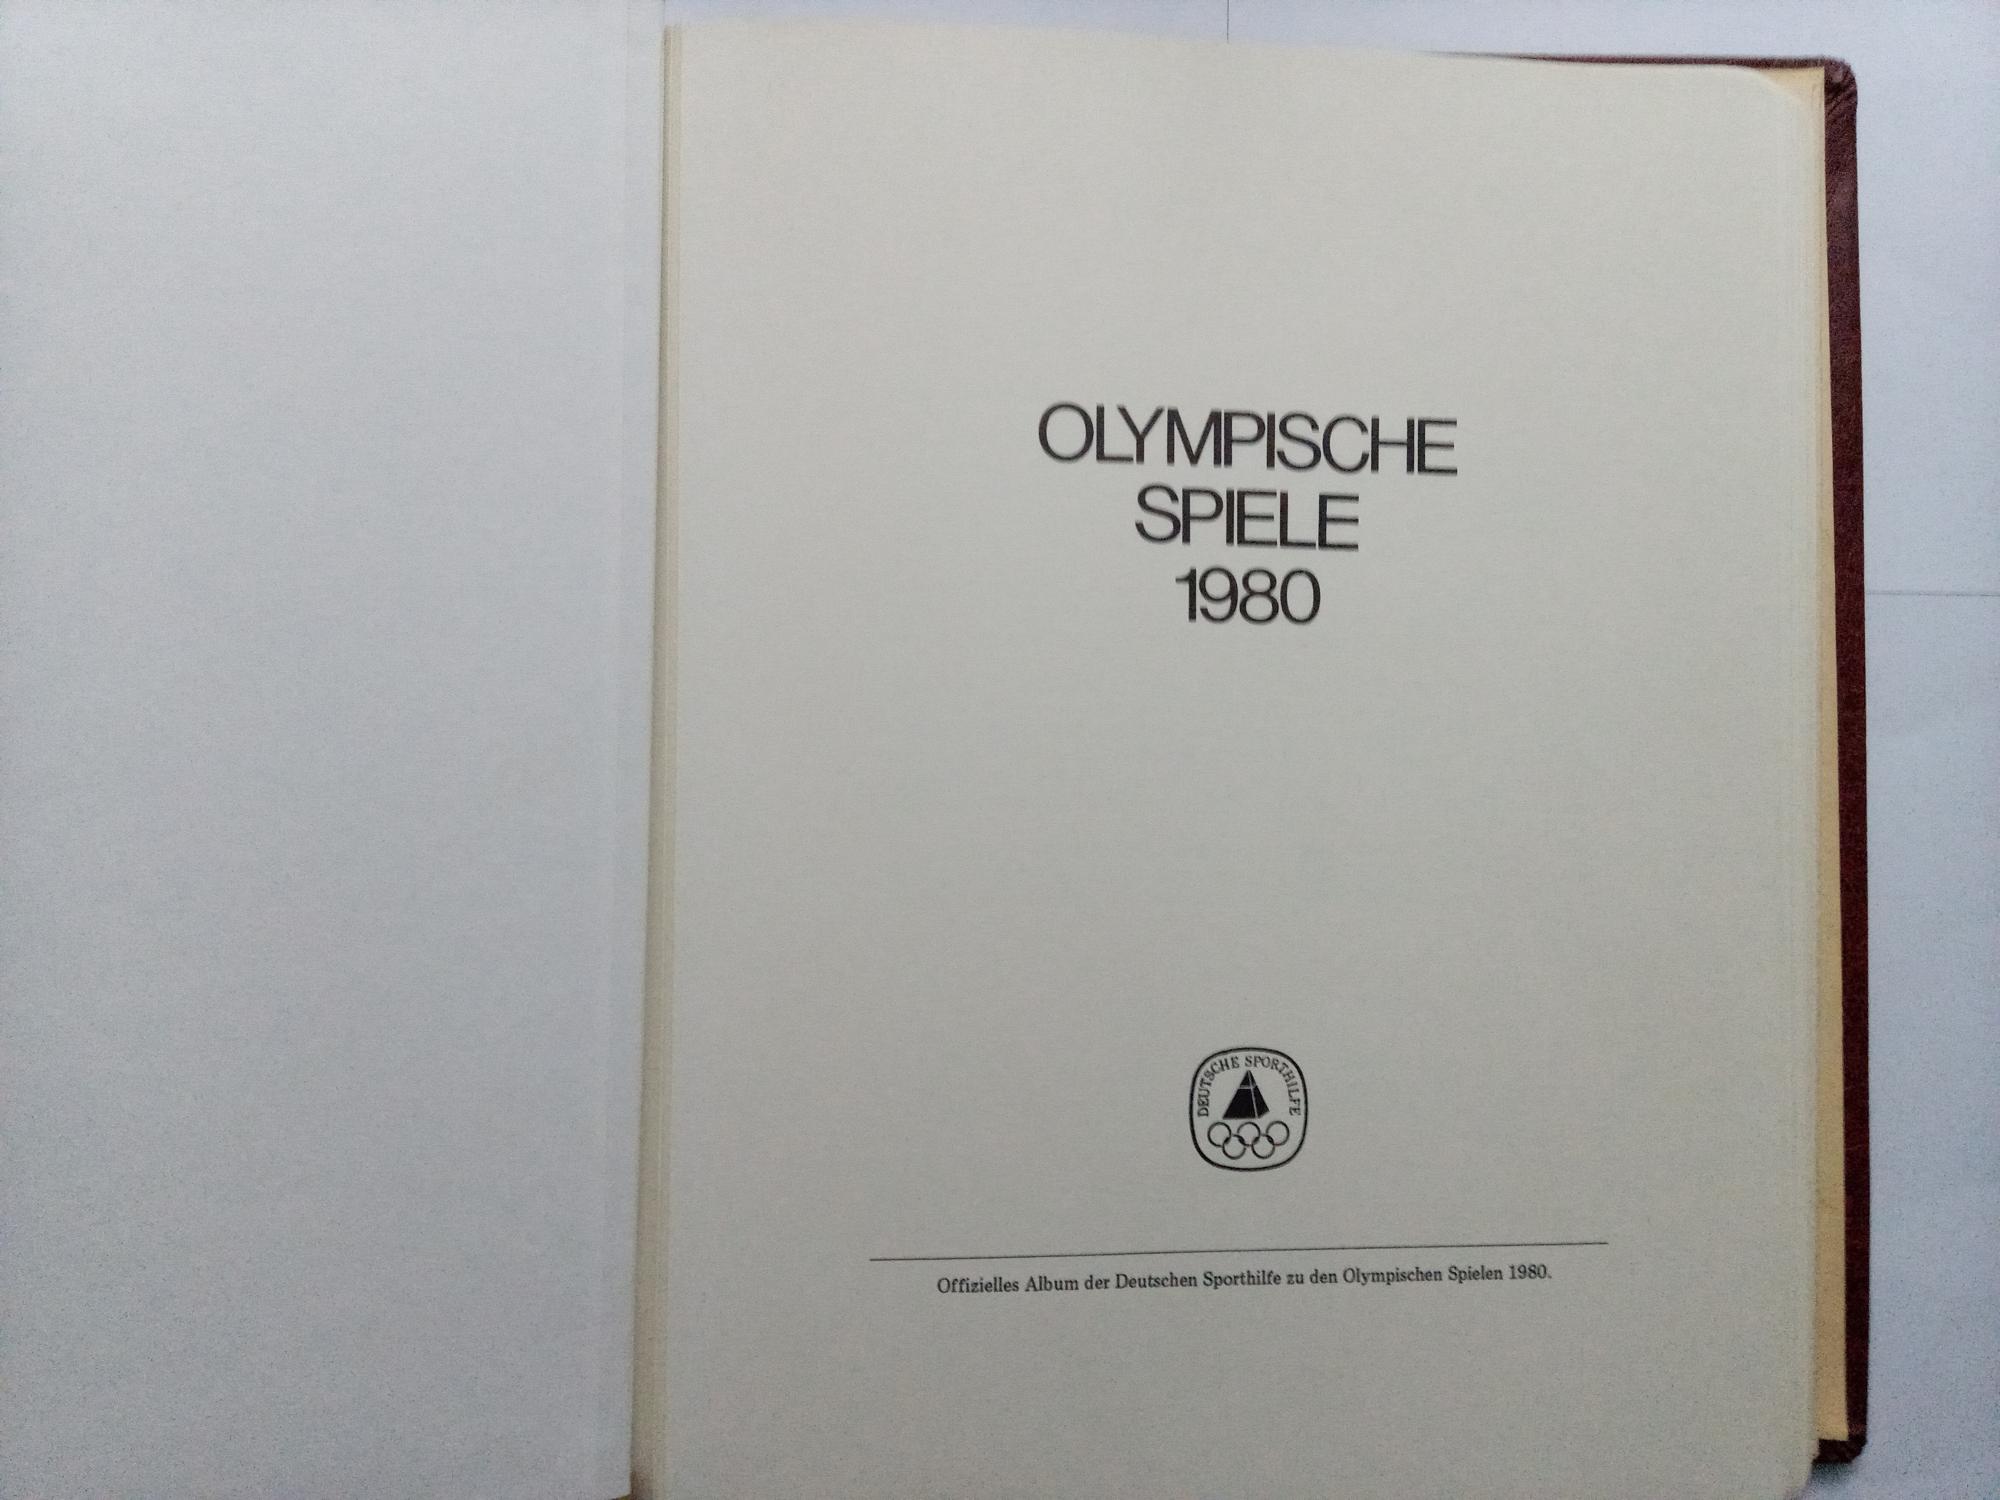 OLYMPISCHE
SPIELE
1980
DEUTSCHE SPORTHILFE
Offizielles Album der Deutschen Sporthilfe zu den Olympischen Spielen 1980.